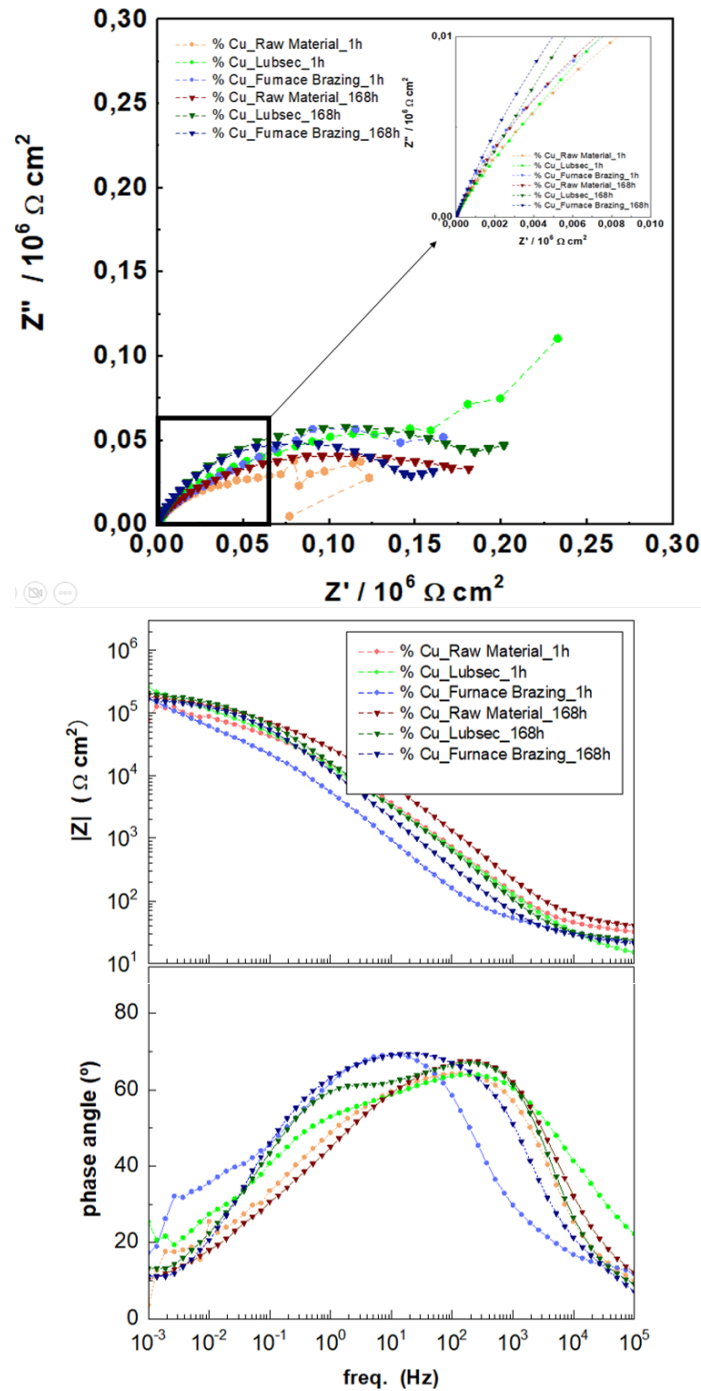 0,30
0,25
0,20
0,15
0,10
0,05
0,00
Z'' / 10⁶ Ω cm²
% Cu_Raw Material_1h
% Cu_Lubsec_1h
% Cu_Furnace Brazing_1h
% Cu_Raw Material_168h
% Cu_Lubsec_168h
% Cu_Furnace Brazing_168h
0,01
0,00
Z'' / 10⁶ Ω cm²
% Cu_Raw Material_1h
% Cu_Lubsec_1h
% Cu_Furnace Brazing_1h
% Cu_Raw Material_168h
% Cu_Lubsec_168h
% Cu_Furnace Brazing_168h
0,000 0,002 0,004 0,006 0,008 0,010
Z' / 10⁶ Ω cm²
0,00 0,05 0,10 0,15 0,20 0,25 0,30
Z' / 10⁶ Ω cm²
10⁶
10⁵
10⁴
10³
10²
10¹
|Z| ( Ω cm²)
% Cu_Raw Material_1h
% Cu_Lubsec_1h
% Cu_Furnace Brazing_1h
% Cu_Raw Material_168h
% Cu_Lubsec_168h
% Cu_Furnace Brazing_168h
80
60
40
20
0
phase angle (º)
10⁻³ 10⁻² 10⁻¹ 10⁰ 10¹ 10² 10³ 10⁴ 10⁵
freq. (Hz)